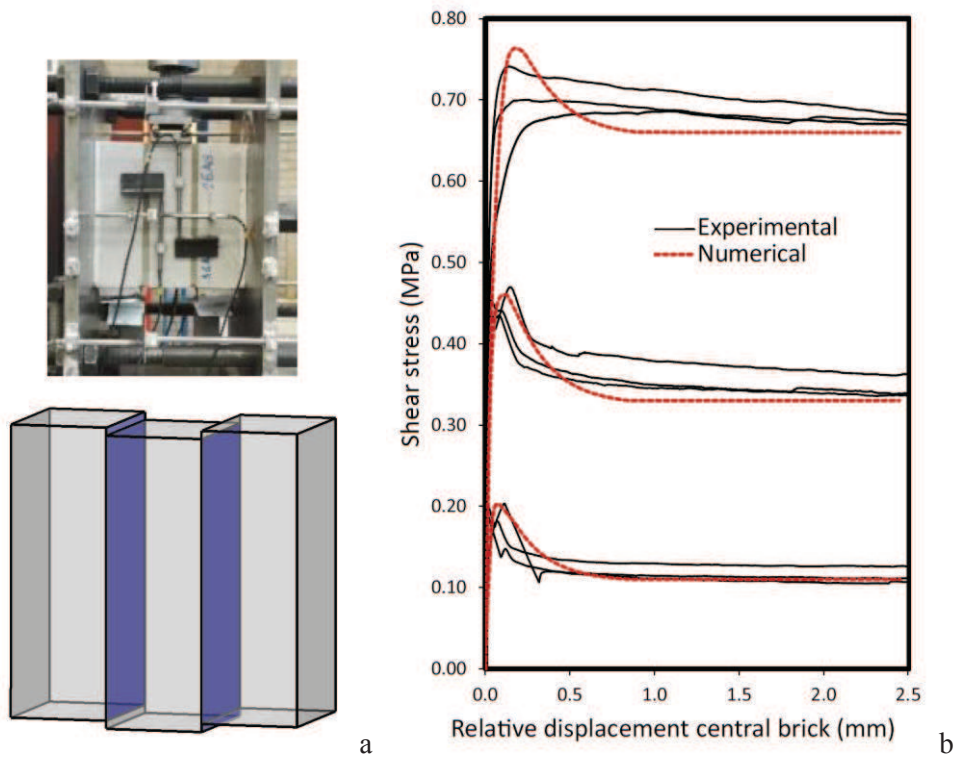 0.80
0.70
0.60
0.50
0.40
0.30
0.20
0.10
0.00
Shear stress (MPa)
Experimental
Numerical
0.0 0.5 1.0 1.5 2.0 2.5
Relative displacement central brick (mm)
a
b